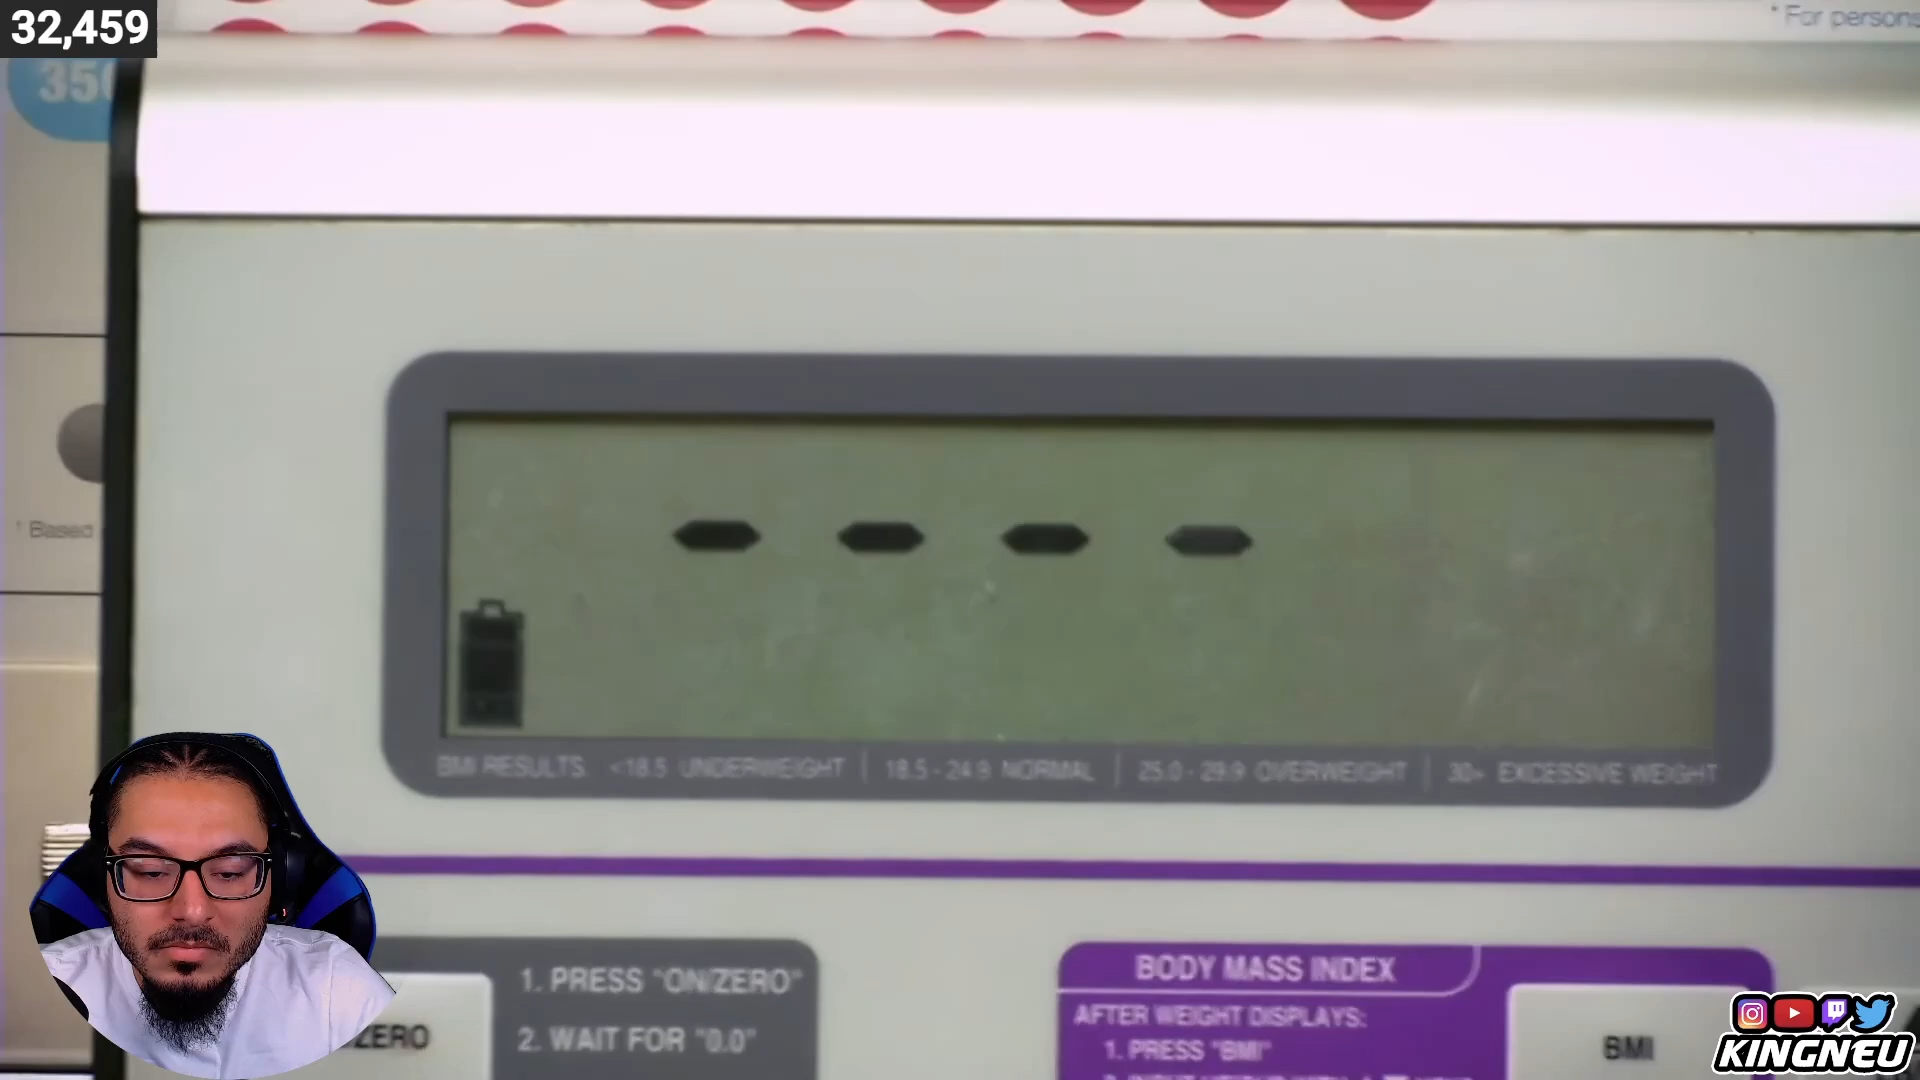 32,459
* For persons
350
† Based
- - - -
BMI RESULTS <18.5 UNDERWEIGHT | 18.5 - 24.9 NORMAL | 25.0 - 29.9 OVERWEIGHT | 30+ EXCESSIVE WEIGHT
1. PRESS "ON/ZERO"
2. WAIT FOR "0.0"
ZERO
BODY MASS INDEX
AFTER WEIGHT DISPLAYS:
1. PRESS "BMI"
BMI
KINGNEU